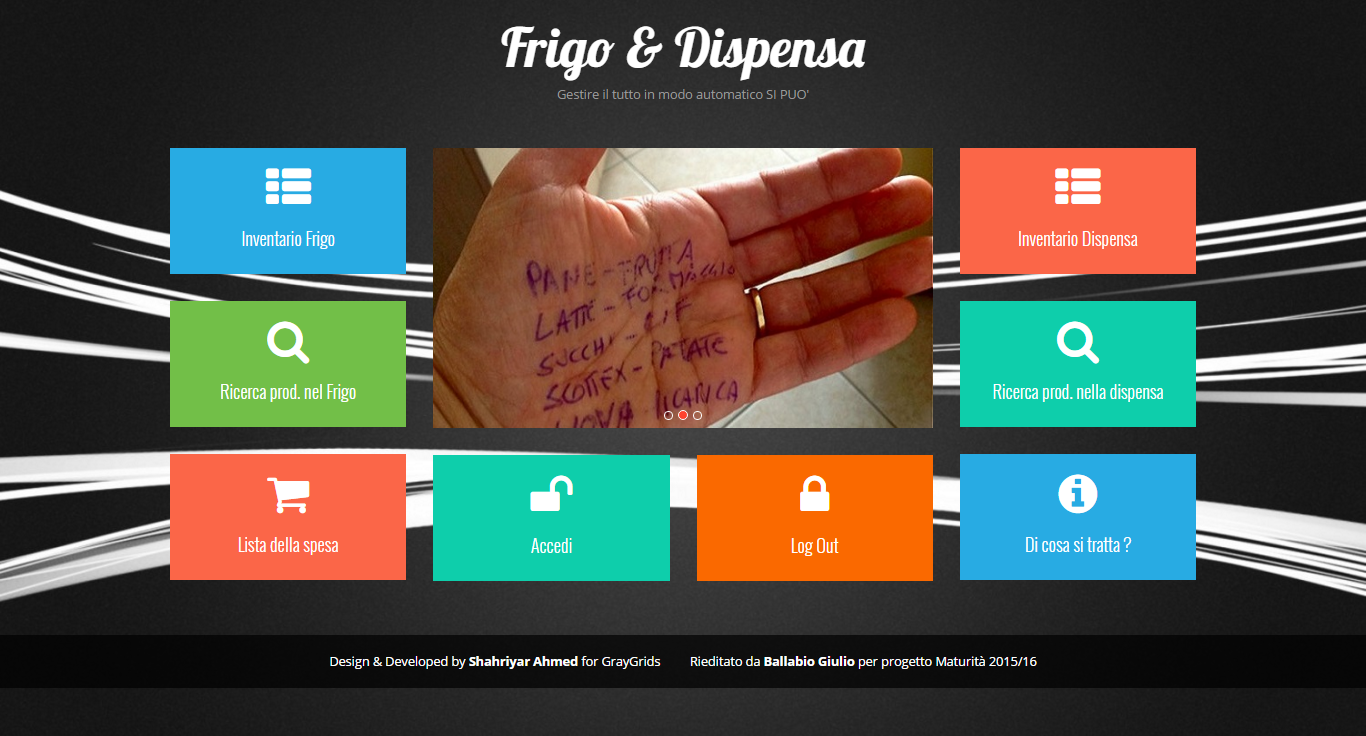 Frigo & Dispensa
Gestire il tutto in modo automatico SI PUO'
Inventario Frigo
PANE - FRUTTA
LATTE - FORMAGGIO
SUCCHI - CIF
SCOTTEX - PATATE
UOVA
Inventario Dispensa
Ricerca prod. nel Frigo
Ricerca prod. nella dispensa
Lista della spesa
Accedi
Log Out
Di cosa si tratta ?
Design & Developed by Shahriyar Ahmed for GrayGrids
Rieditato da Ballabio Giulio per progetto Maturità 2015/16